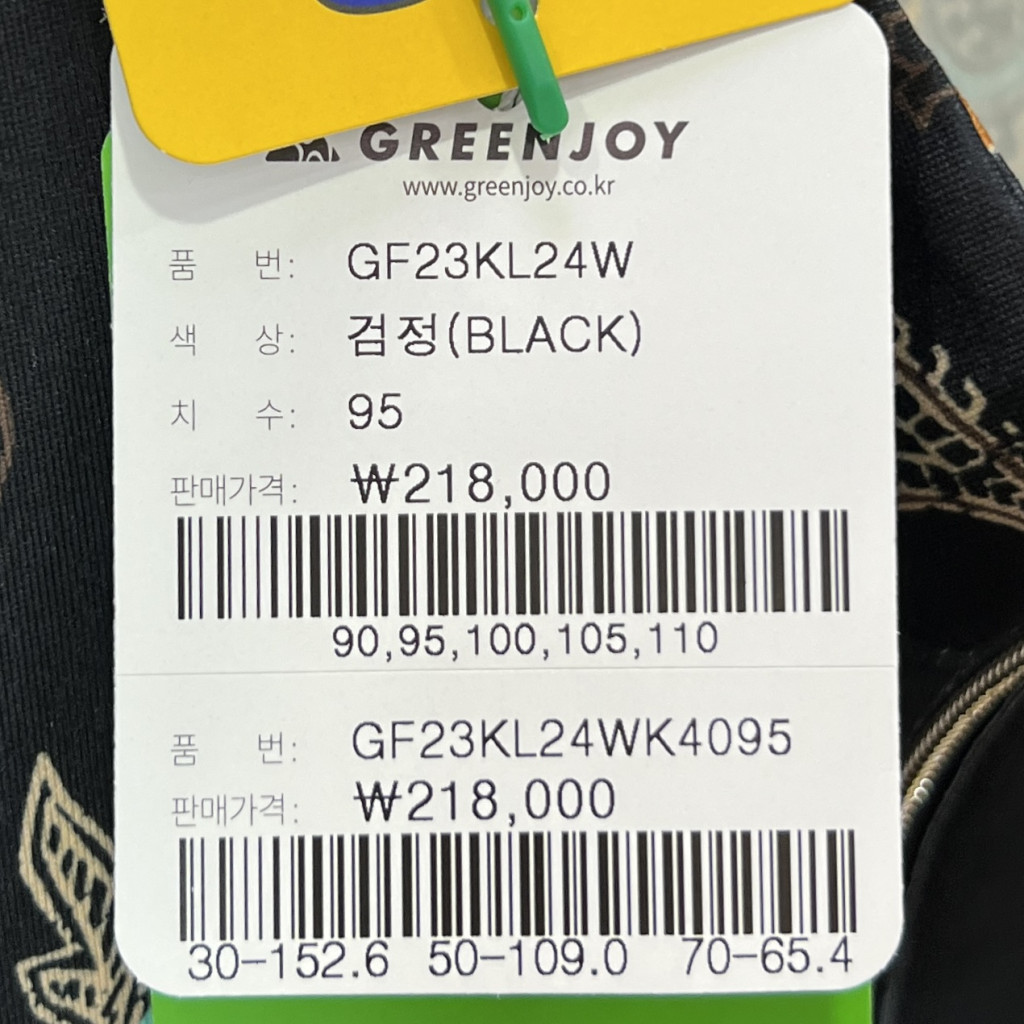 GREENJOY
www.greenjoy.co.kr
품 번: GF23KL24W
색 상: 검정(BLACK)
치 수: 95
판매가격: ₩218,000
90,95,100,105,110
품 번: GF23KL24WK4095
판매가격: ₩218,000
30-152.6 50-109.0 70-65.4